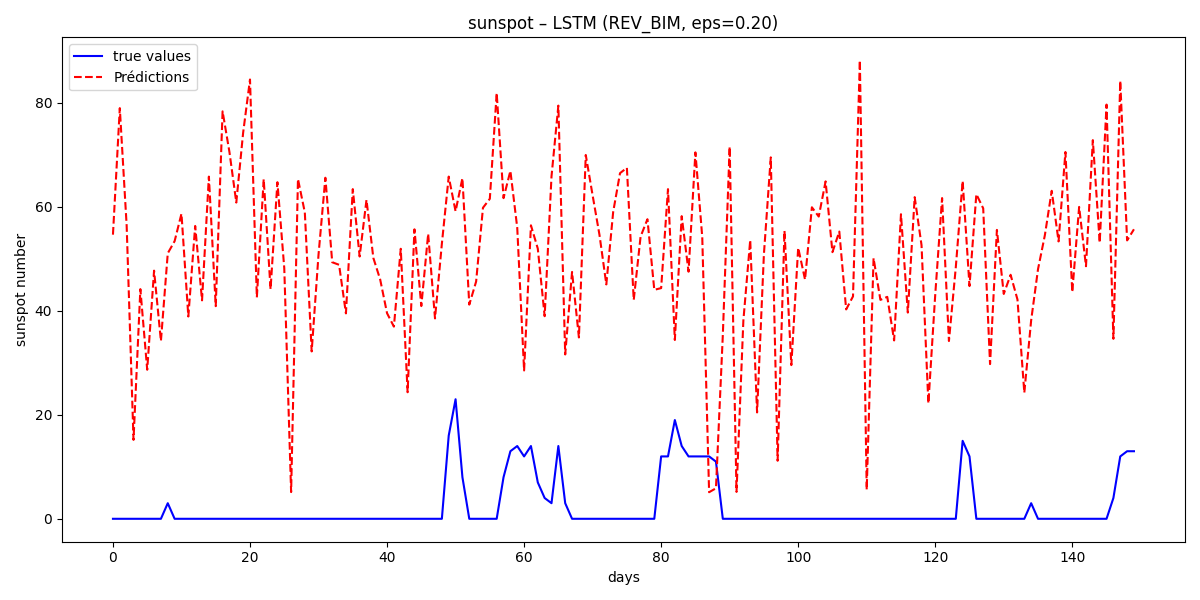 sunspot – LSTM (REV_BIM, eps=0.20)
true values
Prédictions
sunspot number
80
60
40
20
0
0 20 40 60 80 100 120 140
days